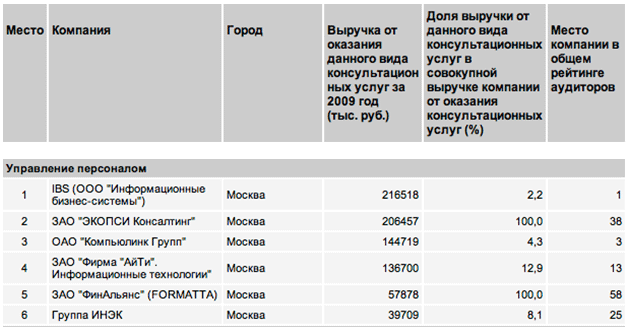 Место Компания Город Выручка от оказания данного вида консультацион ных услуг за 2009 год (тыс. руб.) Доля выручки от данного вида консультационных услуг в совокупной выручке компании от оказания консультационных услуг (%) Место компании в общем рейтинге аудиторов
Управление персоналом
1 IBS (ООО "Информационные бизнес-системы") Москва 216518 2,2 1
2 ЗАО "ЭКОПСИ Консалтинг" Москва 206457 100,0 38
3 ОАО "Компьюлинк Групп" Москва 144719 4,3 3
4 ЗАО "Фирма "АйТи". Информационные технологии" Москва 136700 12,9 13
5 ЗАО "ФинАльянс" (FORMATTA) Москва 57878 100,0 58
6 Группа ИНЭК Москва 39709 8,1 25